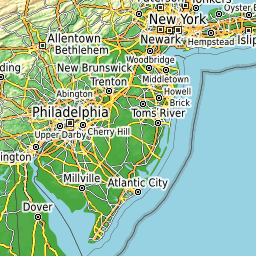 onkers
Oyster B
New York
Allentown
Hempstead
Islip
Newark
Bethlehem
Woodbridge
ding
New Brunswick
Middletown
Trenton
Abington
Howell
Brick
Philadelphia
Toms River
Upper Darby
Cherry Hill
ington
Millville
Atlantic City
Dover